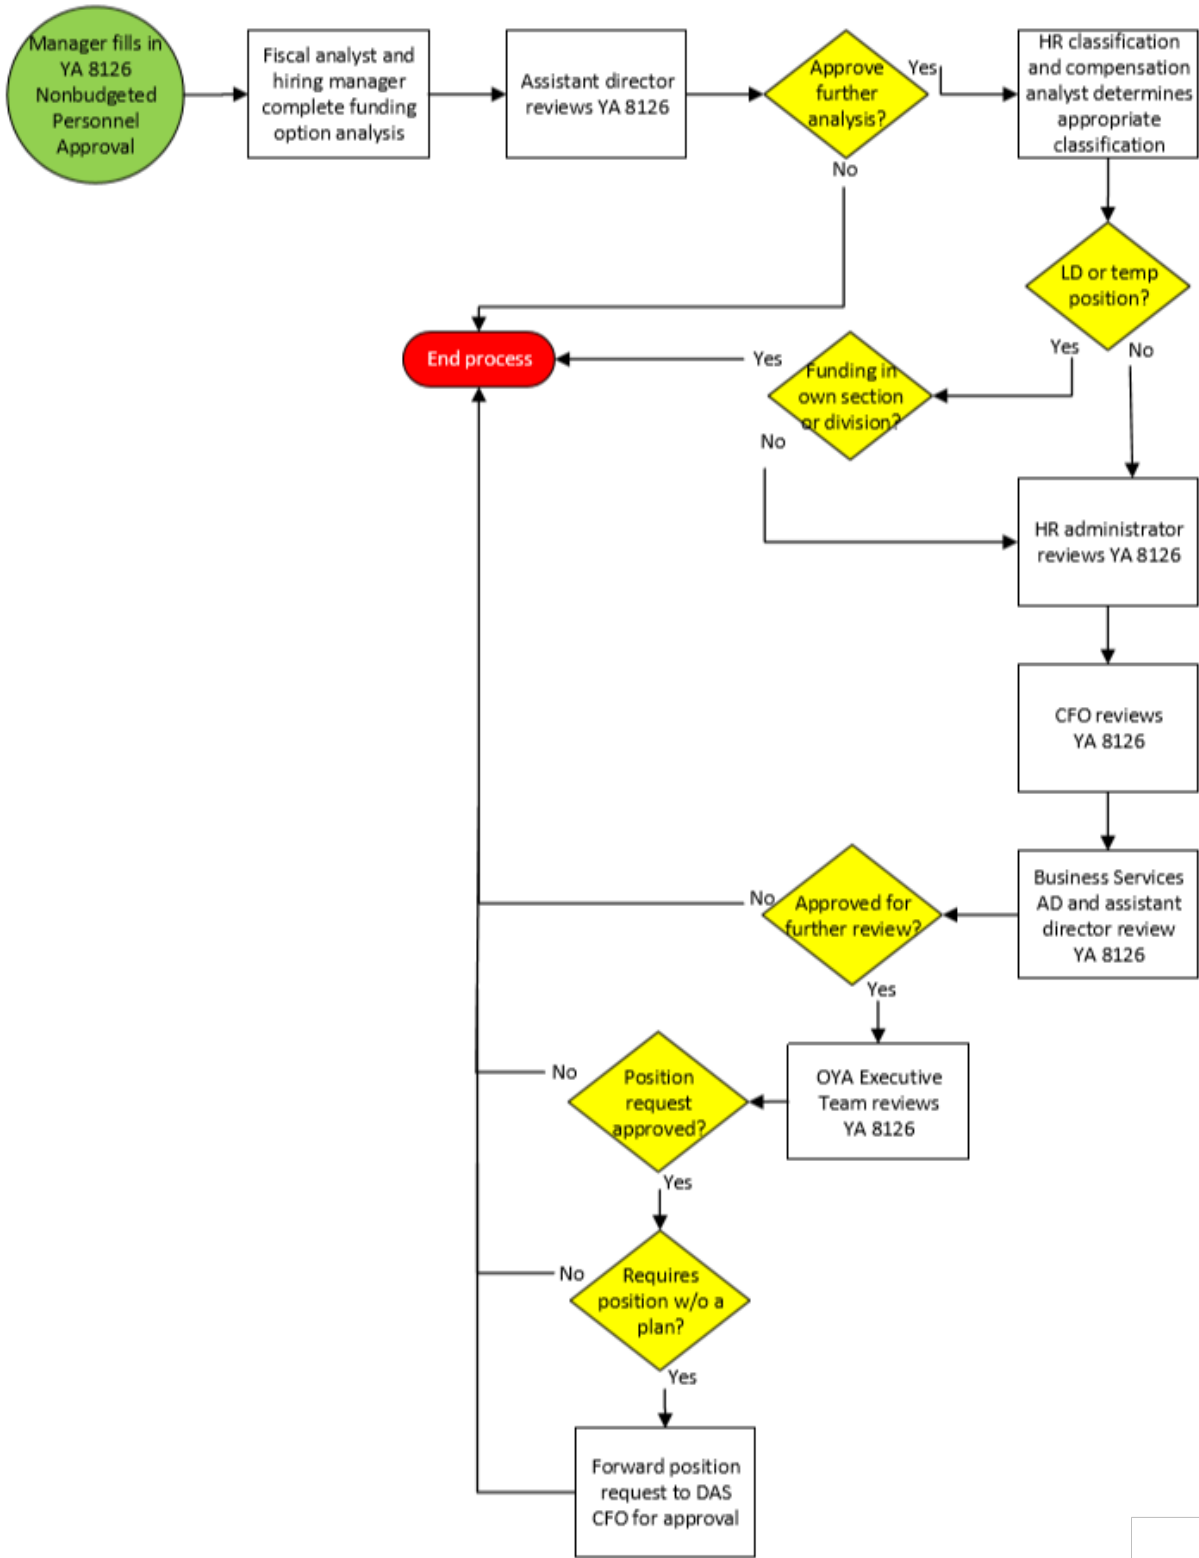 Manager fills in
YA 8126
Nonbudgeted
Personnel
Approval
Fiscal analyst and
hiring manager
complete funding
option analysis
Assistant director
reviews YA 8126
Approve
further
analysis?
Yes
No
HR classification
and compensation
analyst determines
appropriate
classification
LD or temp
position?
Yes
No
End process
Yes
Funding in
own section
or division?
No
HR administrator
reviews YA 8126
CFO reviews
YA 8126
Business Services
AD and assistant
director review
YA 8126
No
Approved for
further review?
Yes
OYA Executive
Team reviews
YA 8126
No
Position
request
approved?
Yes
No
Requires
position w/o a
plan?
Yes
Forward position
request to DAS
CFO for approval